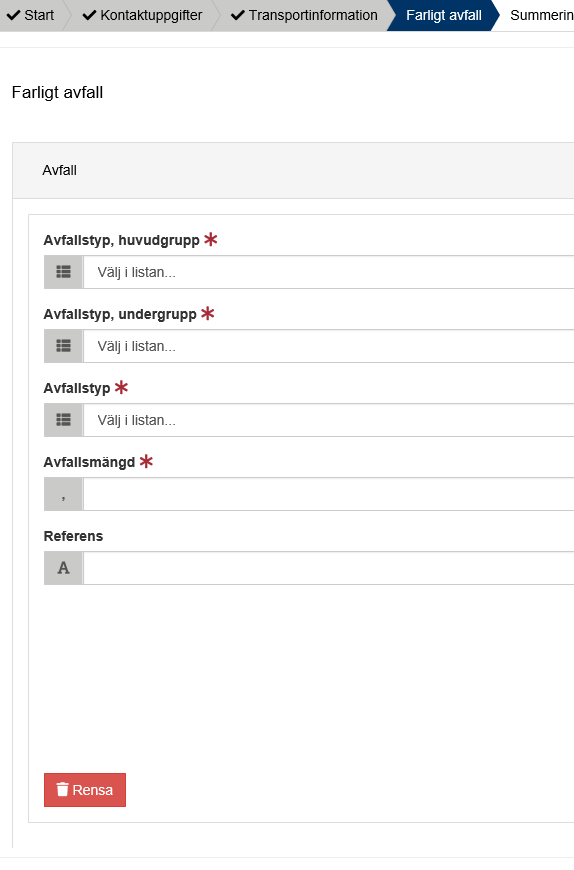 Start Kontaktuppgifter Transportinformation Farligt avfall Summerin
Farligt avfall
Avfall
Avfallstyp, huvudgrupp *
Välj i listan...
Avfallstyp, undergrupp *
Välj i listan...
Avfallstyp *
Välj i listan...
Avfallsmängd *
,
Referens
A
Rensa